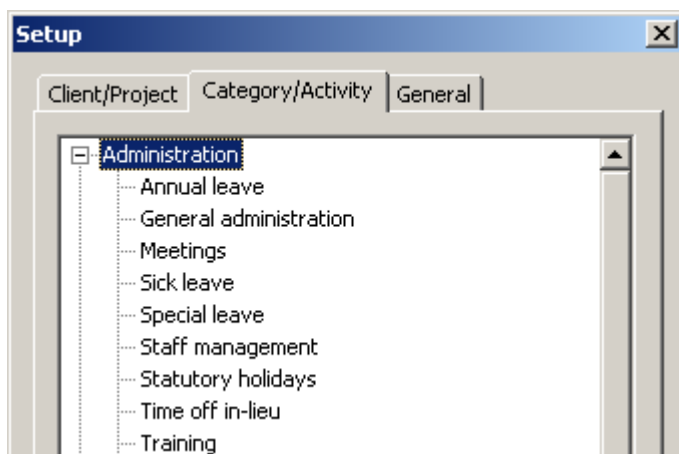 Setup
Client/Project Category/Activity General
Administration
Annual leave
General administration
Meetings
Sick leave
Special leave
Staff management
Statutory holidays
Time off in-lieu
Training